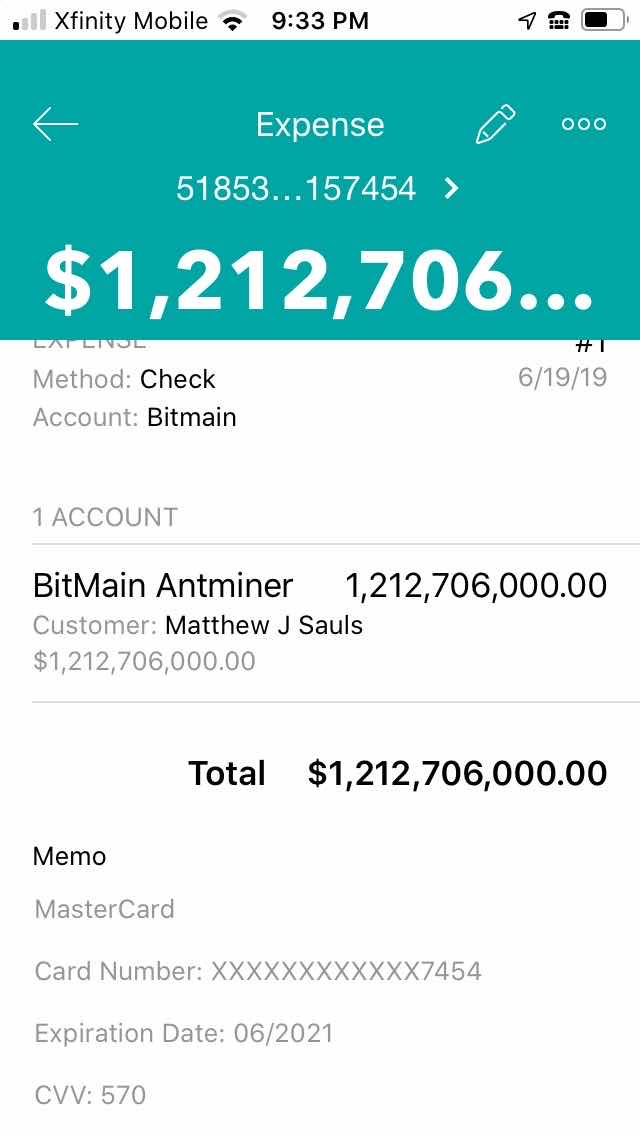 Xfinity Mobile 9:33 PM
Expense
51853...157454
$1,212,706...
EXPENSE #1
Method: Check 6/19/19
Account: Bitmain
1 ACCOUNT
BitMain Antminer 1,212,706,000.00
Customer: Matthew J Sauls
$1,212,706,000.00
Total $1,212,706,000.00
Memo
MasterCard
Card Number: XXXXXXXXXXXX7454
Expiration Date: 06/2021
CVV: 570